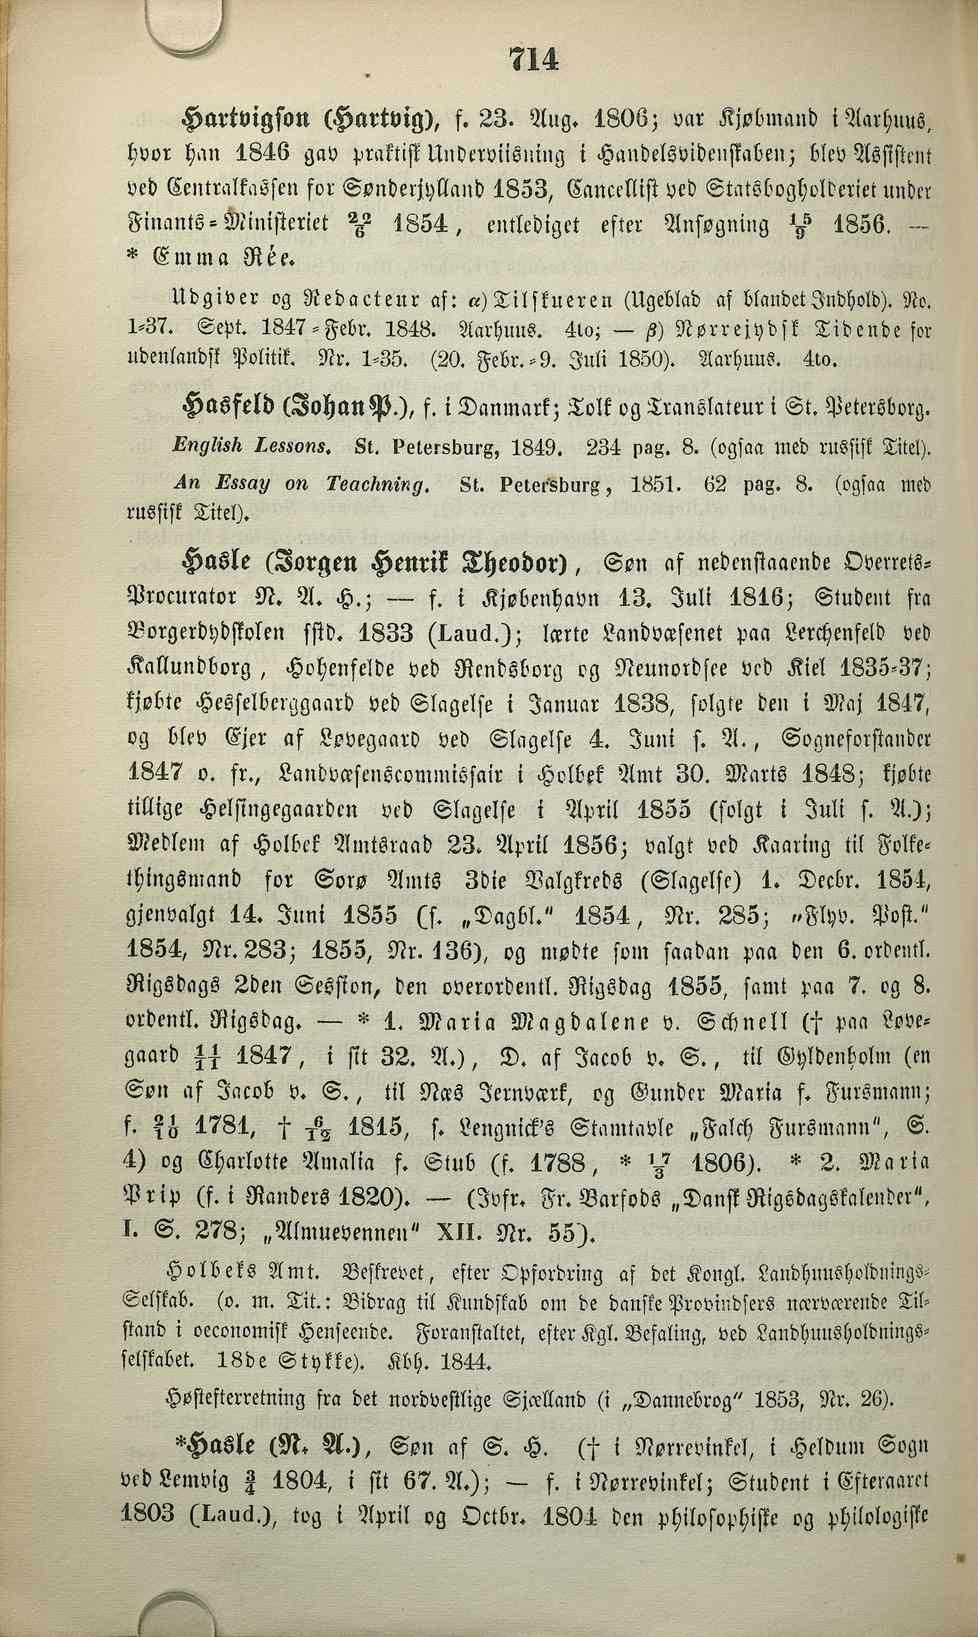 714
Hartvigson (Hartvig), f. 23. Aug. 1806; var Kjøbmand i Aarhuus,
hvor han 1846 gav praktisk Underviisning i Handelsvidenskaben; blev Assistent
ved Centralkassen for Sønderjylland 1853, Cancellist ved Statsbogholderiet under
Finants-Ministeriet 22/6 1854, entlediget efter Ansøgning 15/9 1856. —
* Emma Rée.
Udgiver og Redacteur af: α) Tilskueren (Ugeblad af blandet Indhold). No.
1-37. Sept. 1847-Febr. 1848. Aarhuus. 4to; — β) Nørrejydsk Tidende for
udenlandsk Politik. Nr. 1-35. (20. Febr.-9. Juli 1850). Aarhuus. 4to.
Hasfeld (Johan P.), f. i Danmark; Tolk og Translateur i St. Petersborg.
English Lessons. St. Petersburg, 1849. 234 pag. 8. (ogsaa med russisk Titel).
An Essay on Teachning. St. Petersburg, 1851. 62 pag. 8. (ogsaa med
russisk Titel).
Hasle (Jørgen Henrik Theodor), Søn af nedenstaaende Overrets-
Procurator N. A. H.; — f. i Kjøbenhavn 13. Juli 1816; Student fra
Borgerdydskolen sstd. 1833 (Laud.); lærte Landvæsenet paa Lerchenfeld ved
Kallundborg, Hohenfelde ved Rendsborg og Neunordsee ved Kiel 1835-37;
kjøbte Hesselberggaard ved Slagelse i Januar 1838, solgte den i Maj 1847,
og blev Ejer af Løvegaard ved Slagelse 4. Juni s. A., Sogneforstander
1847 o. fr., Landvæsenscommissair i Holbek Amt 30. Marts 1848; kjøbte
tillige Helsingegaarden ved Slagelse i April 1855 (solgt i Juli s. A.);
Medlem af Holbek Amtsraad 23. April 1856; valgt ved Kaaring til Folke-
thingsmand for Sorø Amts 3die Valgkreds (Slagelse) 1. Decbr. 1854,
gjenvalgt 14. Juni 1855 (s. „Dagbl." 1854, Nr. 285; „Flyv. Post."
1854, Nr. 283; 1855, Nr. 136), og mødte som saadan paa den 6. ordentl.
Rigsdags 2den Session, den overordentl. Rigsdag 1855, samt paa 7. og 8.
ordentl. Rigsdag. — * 1. Maria Magdalene v. Schnell († paa Løve-
gaard 11/11 1847, i sit 32. A.), D. af Jacob v. S., til Gyldenholm (en
Søn af Jacob v. S., til Næs Jernværk, og Gunder Maria f. Fursmann;
f. 21/10 1781, † 6/12 1815, s. Lengnick's Stamtavle „Falch Fursmann", S.
4) og Charlotte Amalia f. Stub (f. 1788, * 17/3 1806). * 2. Maria
Prip (f. i Randers 1820). — (Jvfr. Fr. Barfods „Dansk Rigsdagskalender",
I. S. 278; „Almuevennen" XII. Nr. 55).
Holbeks Amt. Beskrevet, efter Opfordring af det Kongl. Landhuusholdnings-
Selskab. (o. m. Tit.: Bidrag til Kundskab om de danske Provindsers nærværende Til-
stand i oeconomisk Henseende. Foranstaltet, efter Kgl. Befaling, ved Landhuusholdnings-
selskabet. 18de Stykke). Kbh. 1844.
Høstefterretning fra det nordvestlige Sjælland (i „Dannebrog" 1853, Nr. 26).
*Hasle (N. A.), Søn af S. H. († i Nørrevinkel, i Heldum Sogn
ved Lemvig 3/4 1804, i sit 67. A.); — f. i Nørrevinkel; Student i Efteraaret
1803 (Laud.), tog i April og Octbr. 1804 den philosophiske og philologiske